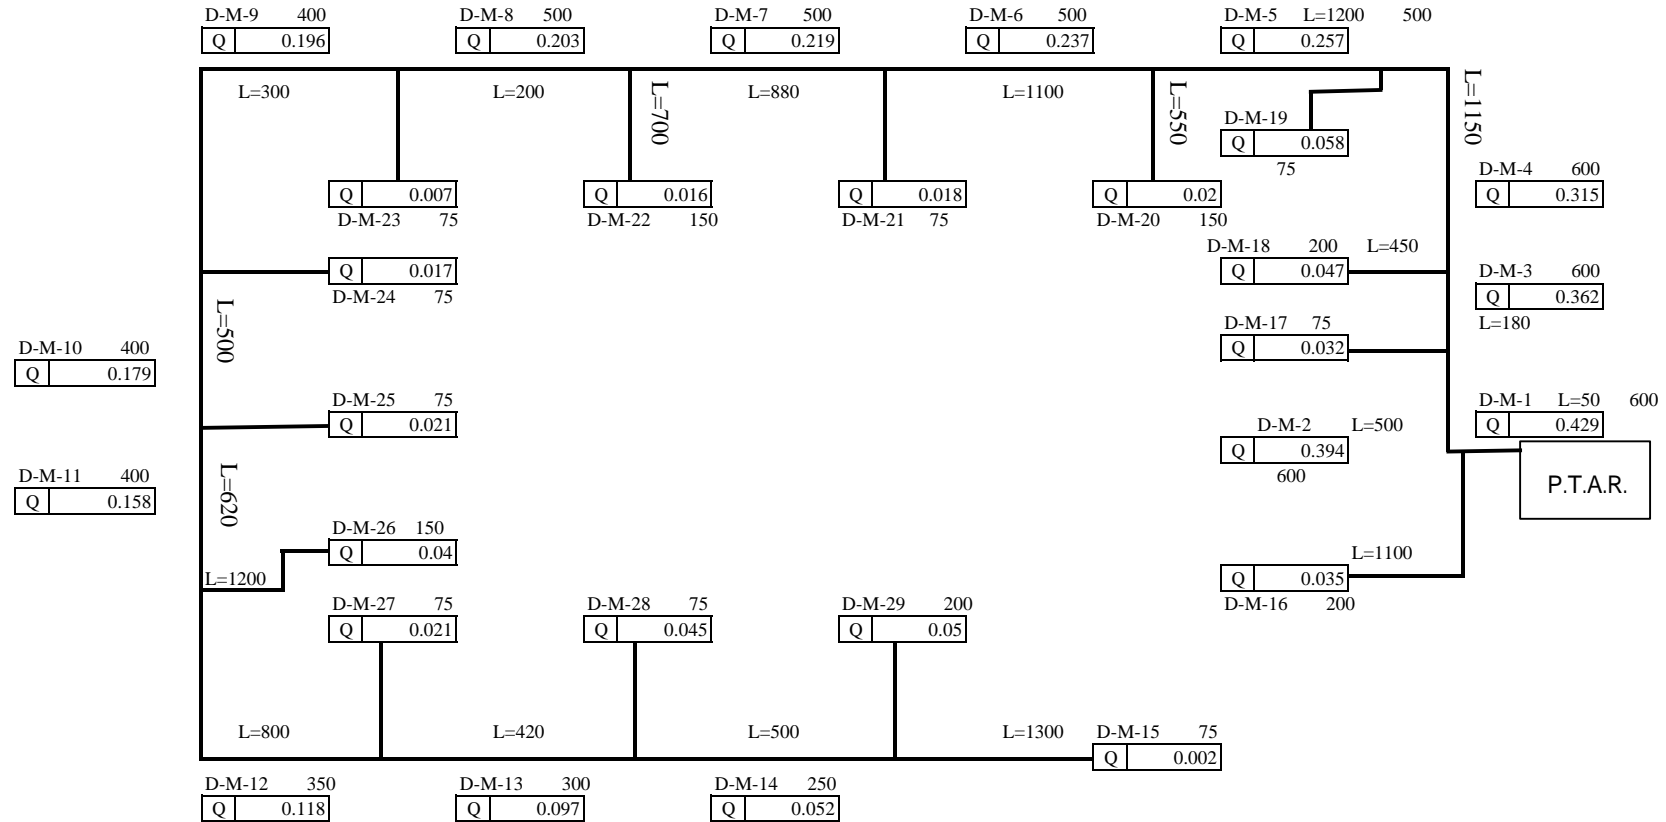 D-M-9 400 D-M-8 500 D-M-7 500 D-M-6 500 D-M-5 L=1200 500
Q 0.196 Q 0.203 Q 0.219 Q 0.237 Q 0.257
L=300 L=200 L=880 L=1100
L=700
L=550
L=1150
D-M-19
Q 0.058
75
D-M-4 600
Q 0.007 Q 0.016 Q 0.018 Q 0.02 Q 0.315
D-M-23 75 D-M-22 150 D-M-21 75 D-M-20 150
D-M-18 200 L=450
Q 0.017 Q 0.047 D-M-3 600
D-M-24 75 Q 0.362
L=500
D-M-17 75 L=180
D-M-10 400 Q 0.032
Q 0.179
D-M-25 75 D-M-1 L=50 600
Q 0.021 D-M-2 L=500 Q 0.429
Q 0.394
D-M-11 400 600
Q 0.158
L=620
P.T.A.R.
D-M-26 150
Q 0.04 L=1100
L=1200 Q 0.035
D-M-27 75 D-M-28 75 D-M-29 200 D-M-16 200
Q 0.021 Q 0.045 Q 0.05
L=800 L=420 L=500 L=1300 D-M-15 75
Q 0.002
D-M-12 350 D-M-13 300 D-M-14 250
Q 0.118 Q 0.097 Q 0.052